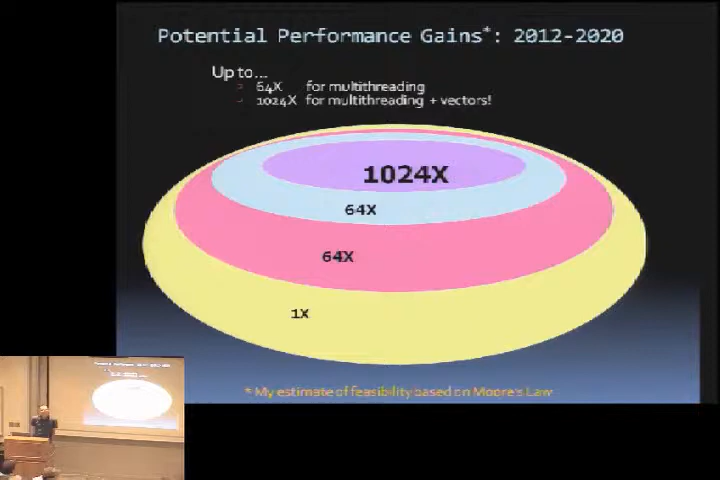 Potential Performance Gains*: 2012-2020
Up to...
64X for multithreading
1024X for multithreading + vectors!
1024X
64X
64X
1X
* My estimate of feasibility based on Moore's Law